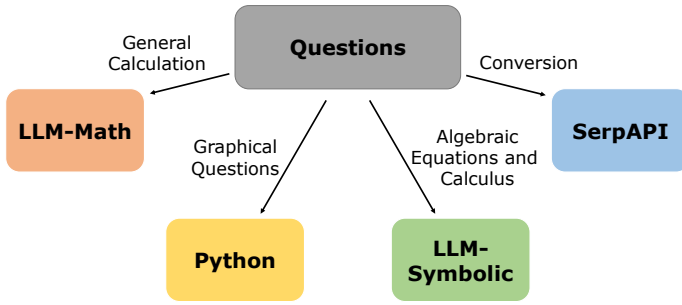 Questions
General
Calculation
Conversion
LLM-Math
SerpAPI
Graphical
Questions
Algebraic
Equations and
Calculus
Python
LLM-
Symbolic